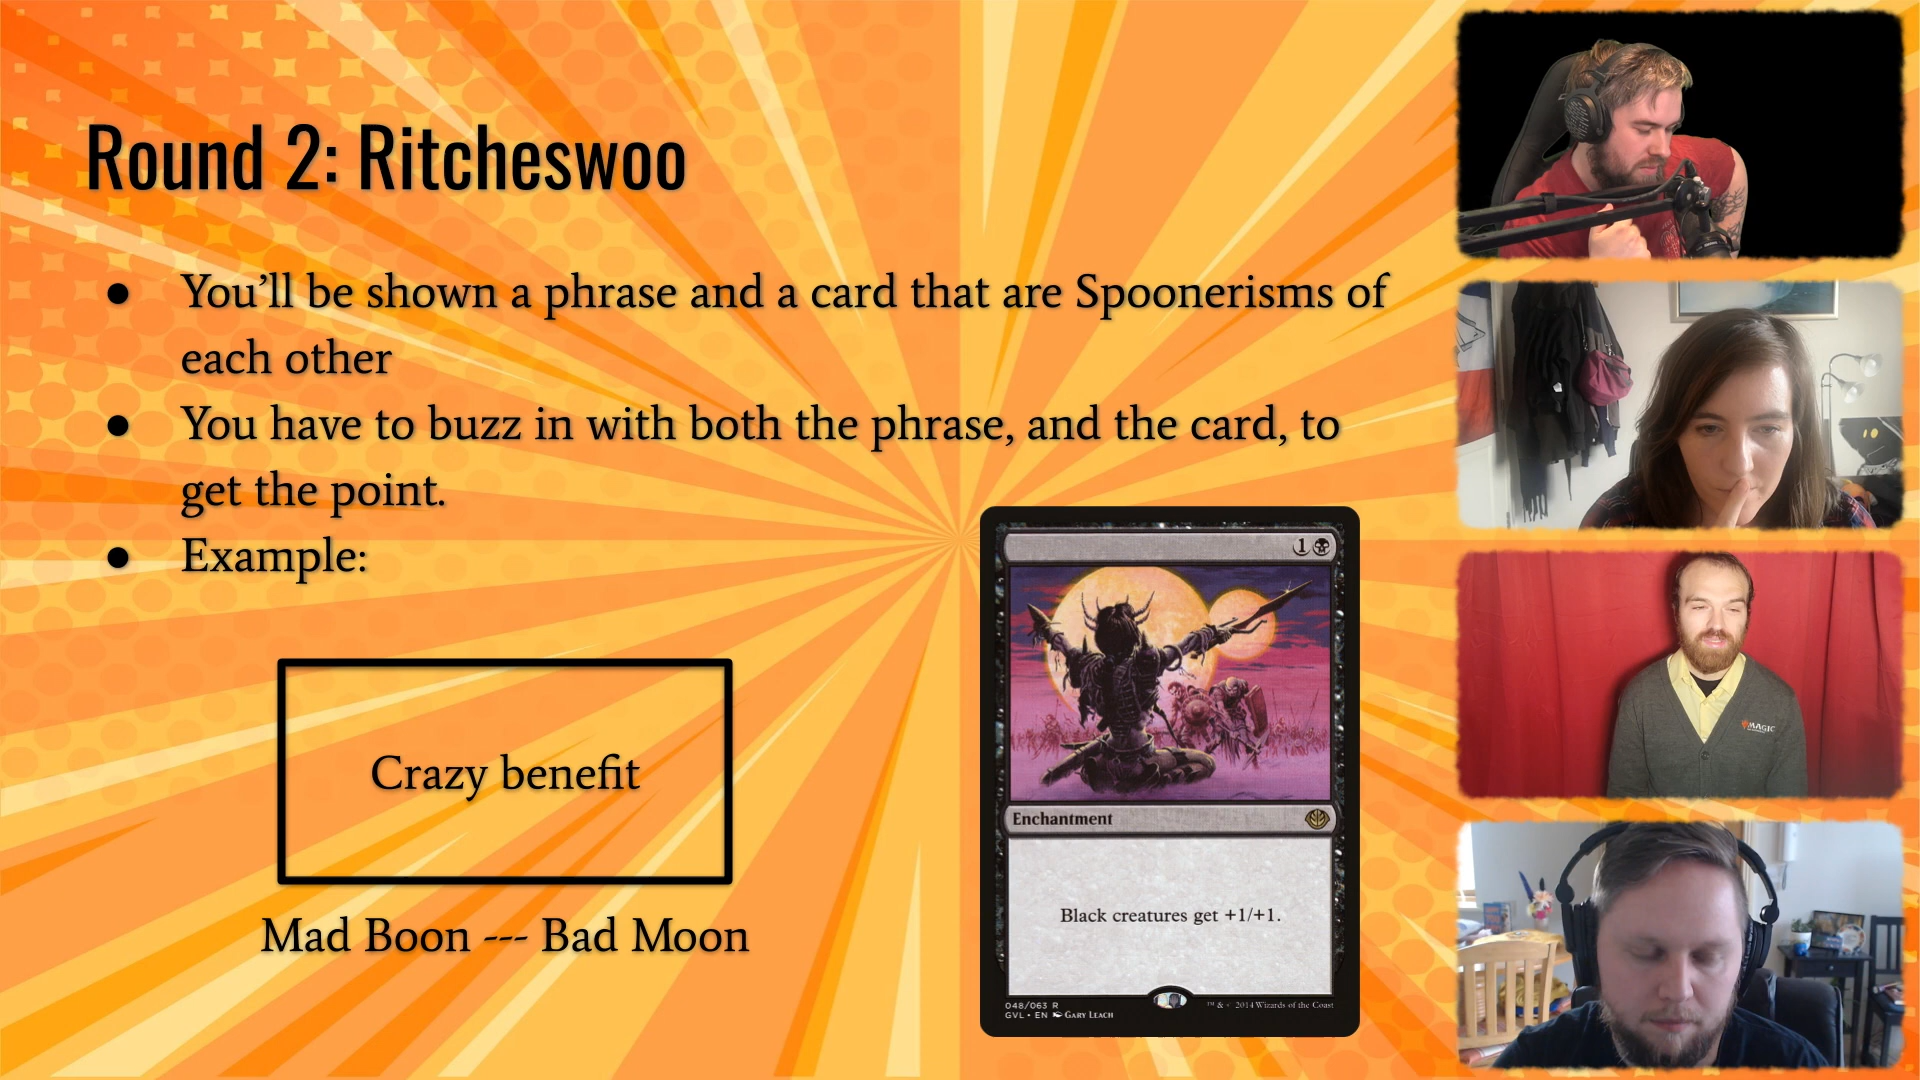 Round 2: Ritcheswoo
● You’ll be shown a phrase and a card that are Spoonerisms of
each other
● You have to buzz in with both the phrase, and the card, to
get the point.
● Example:
Crazy benefit
Mad Boon --- Bad Moon
1
Enchantment
Black creatures get +1/+1.
048/063 R
GVL • EN GARY LEACH
™ & © 2014 Wizards of the Coast
MAGIC